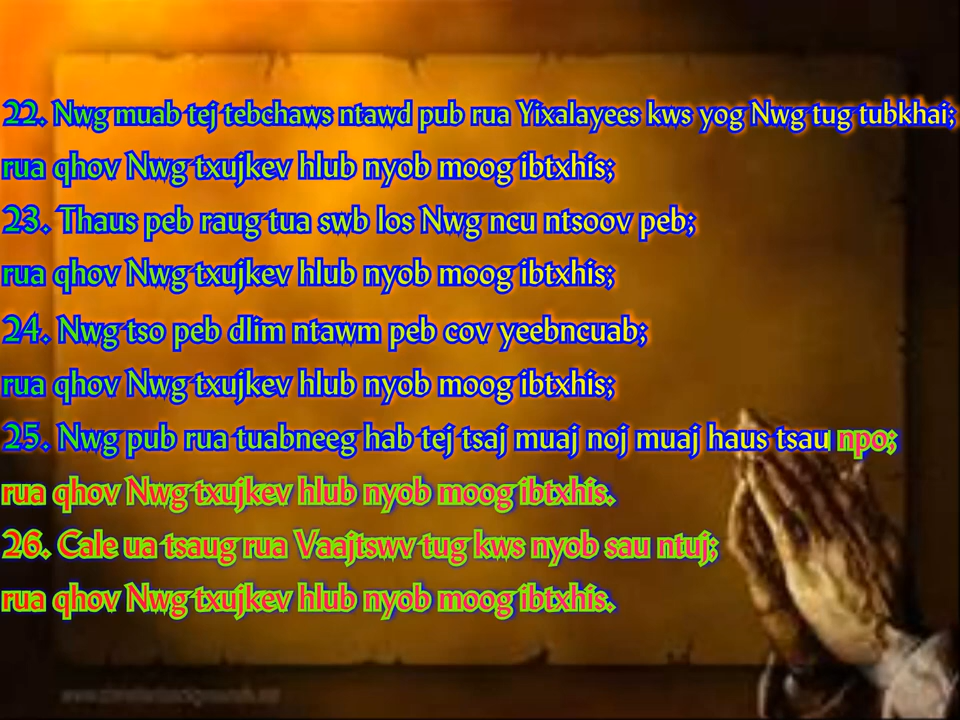 22. Nwg muab tej tebchaws ntawd pub rua Yixalayees kws yog Nwg tug tubkhai;
rua qhov Nwg txujkev hlub nyob moog ibtxhis;
23. Thaus peb raug tua swb los Nwg ncu ntsoov peb;
rua qhov Nwg txujkev hlub nyob moog ibtxhis;
24. Nwg tso peb dlim ntawm peb cov yeebncuab;
rua qhov Nwg txujkev hlub nyob moog ibtxhis;
25. Nwg pub rua tuabneeg hab tej tsaj muaj noj muaj haus tsau npo;
rua qhov Nwg txujkev hlub nyob moog ibtxhis.
26. Cale ua tsaug rua Vaajtswv tug kws nyob sau ntuj;
rua qhov Nwg txujkev hlub nyob moog ibtxhis.